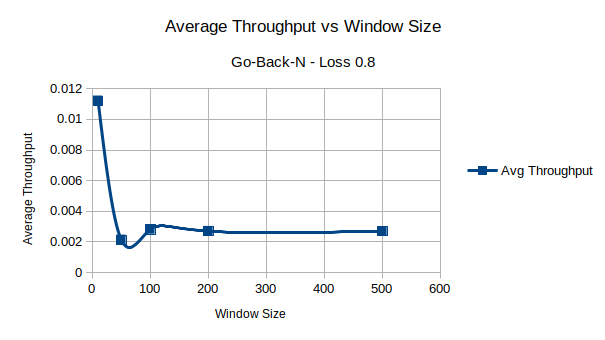 Average Throughput vs Window Size
Go-Back-N - Loss 0.8
0.012
0.01
0.008
0.006
0.004
0.002
0
Average Throughput
0 100 200 300 400 500 600
Window Size
Avg Throughput